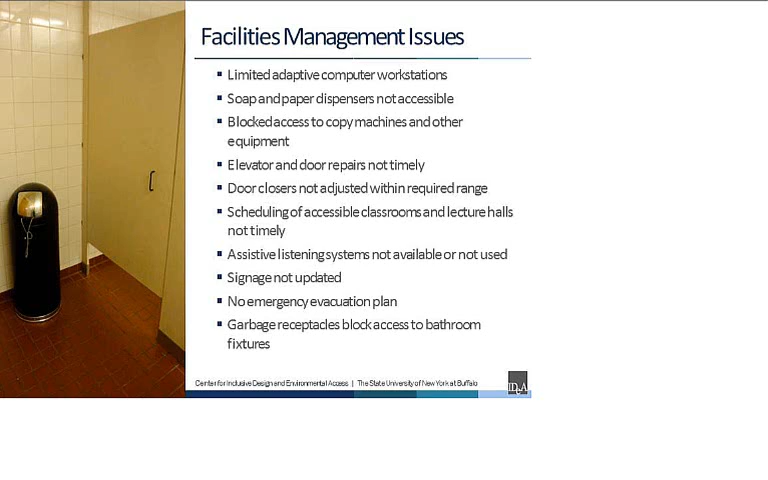 Facilities Management Issues
▪ Limited adaptive computer workstations
▪ Soap and paper dispensers not accessible
▪ Blocked access to copy machines and other
equipment
▪ Elevator and door repairs not timely
▪ Door closers not adjusted within required range
▪ Scheduling of accessible classrooms and lecture halls
not timely
▪ Assistive listening systems not available or not used
▪ Signage not updated
▪ No emergency evacuation plan
▪ Garbage receptacles block access to bathroom
fixtures
Center for Inclusive Design and Environmental Access | The State University of New York at Buffalo